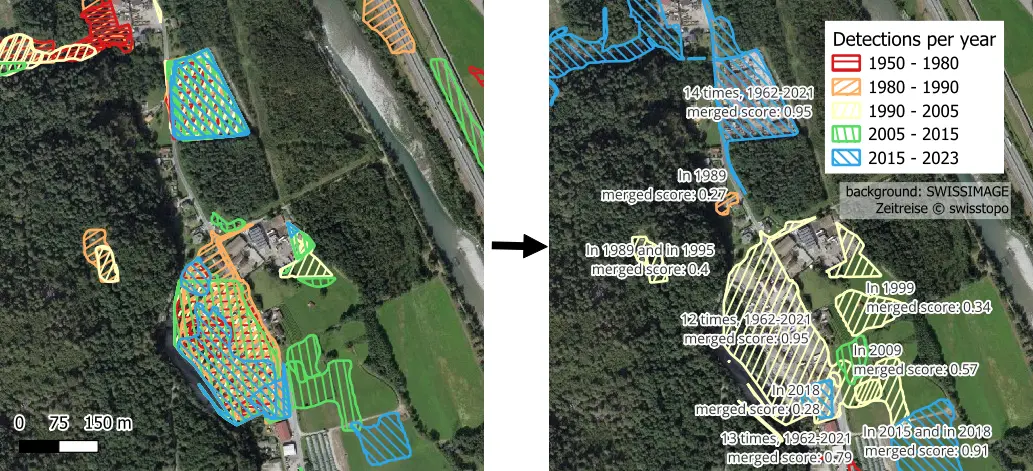 Detections per year
1950 - 1980
1980 - 1990
1990 - 2005
2005 - 2015
2015 - 2023
background: SWISSIMAGE
Zeitreise © swisstopo
14 times, 1962-2021
merged score: 0.95
In 1989
merged score: 0.27
In 1989 and in 1995
merged score: 0.4
In 1999
merged score: 0.34
12 times, 1962-2021
merged score: 0.95
In 2009
merged score: 0.57
In 2018
merged score: 0.28
13 times, 1962-2021
merged score: 0.79
In 2015 and in 2018
merged score: 0.91
0 75 150 m